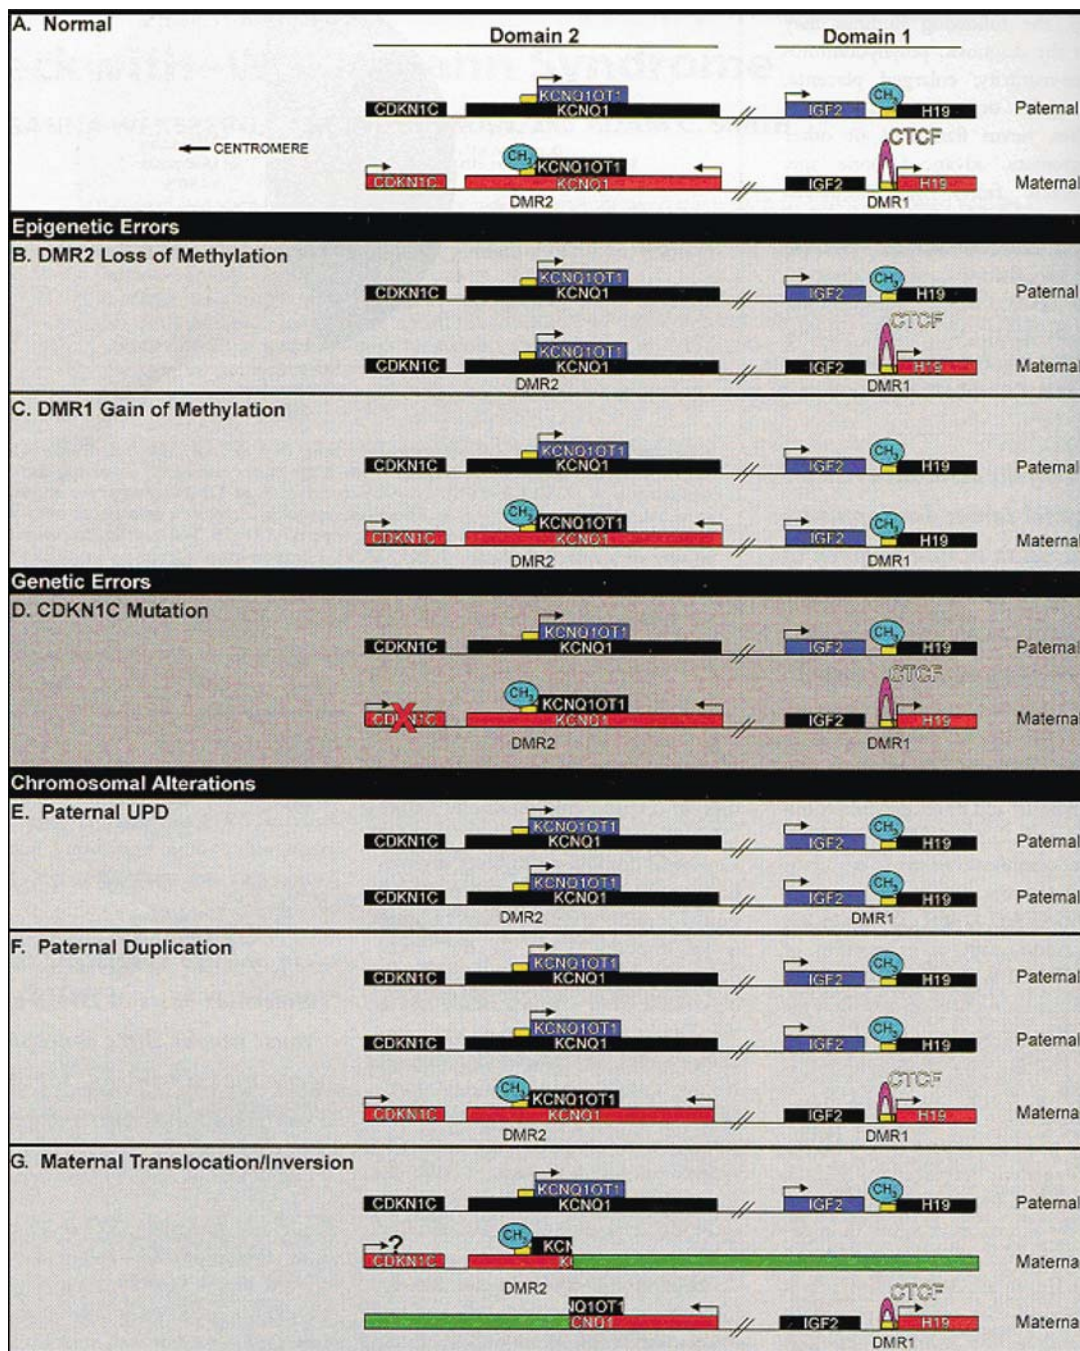 A. Normal
Domain 2 Domain 1
KCNQ1OT1 CH3
CDKN1C KCNQ1 IGF2 H19 Paternal
CENTROMERE CTCF
CH3 KCNQ1OT1
CDKN1C KCNQ1 IGF2 H19 Maternal
DMR2 DMR1
Epigenetic Errors
B. DMR2 Loss of Methylation
KCNQ1OT1 CH3
CDKN1C KCNQ1 IGF2 H19 Paternal
CTCF
KCNQ1OT1
CDKN1C KCNQ1 IGF2 H19 Maternal
DMR2 DMR1
C. DMR1 Gain of Methylation
KCNQ1OT1 CH3
CDKN1C KCNQ1 IGF2 H19 Paternal
CH3 KCNQ1OT1 CH3
CDKN1C KCNQ1 IGF2 H19 Maternal
DMR2 DMR1
Genetic Errors
D. CDKN1C Mutation
KCNQ1OT1 CH3
CDKN1C KCNQ1 IGF2 H19 Paternal
CTCF
CH3 KCNQ1OT1
CDKN1C X KCNQ1 IGF2 H19 Maternal
DMR2 DMR1
Chromosomal Alterations
E. Paternal UPD
KCNQ1OT1 CH3
CDKN1C KCNQ1 IGF2 H19 Paternal
KCNQ1OT1 CH3
CDKN1C KCNQ1 IGF2 H19 Paternal
DMR2 DMR1
F. Paternal Duplication
KCNQ1OT1 CH3
CDKN1C KCNQ1 IGF2 H19 Paternal
KCNQ1OT1 CH3
CDKN1C KCNQ1 IGF2 H19 Paternal
CTCF
CH3 KCNQ1OT1
CDKN1C KCNQ1 IGF2 H19 Maternal
DMR2 DMR1
G. Maternal Translocation/Inversion
KCNQ1OT1 CH3
CDKN1C KCNQ1 IGF2 H19 Paternal
? CH3 KCN
CDKN1C K Maternal
DMR2 CTCF
NQ1OT1
CNQ1 IGF2 H19 Maternal
DMR1